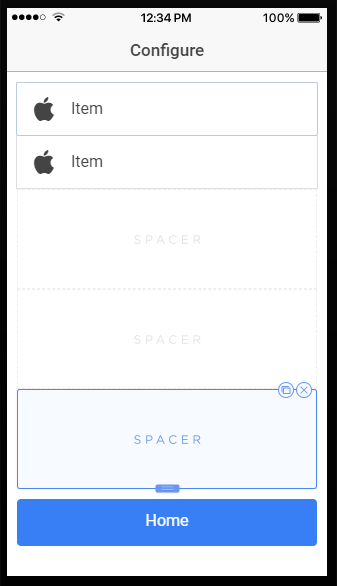 12:34 PM 100%
Configure
Item
Item
SPACER
SPACER
SPACER
Home